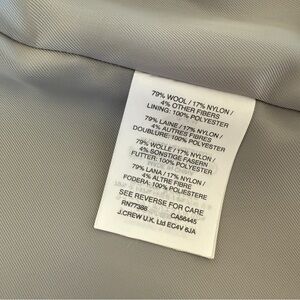 79% WOOL / 17% NYLON /
4% OTHER FIBERS
LINING: 100% POLYESTER
79% LAINE / 17% NYLON /
4% AUTRES FIBRES
DOUBLURE: 100% POLYESTER
79% WOLLE / 17% NYLON /
4% SONSTIGE FASERN
FUTTER: 100% POLYESTER
79% LANA / 17% NYLON /
4% ALTRE FIBRE
FODERA: 100% POLIESTERE
SEE REVERSE FOR CARE
RN77388 CA56445
J.CREW U.K. Ltd EC4V 6JA